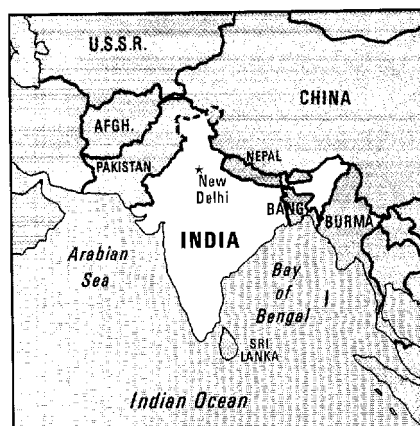 U.S.S.R.
CHINA
AFGH.
PAKISTAN
NEPAL
New
Delhi
BANG.
BURMA
INDIA
Arabian
Sea
Bay
of
Bengal
SRI
LANKA
Indian Ocean